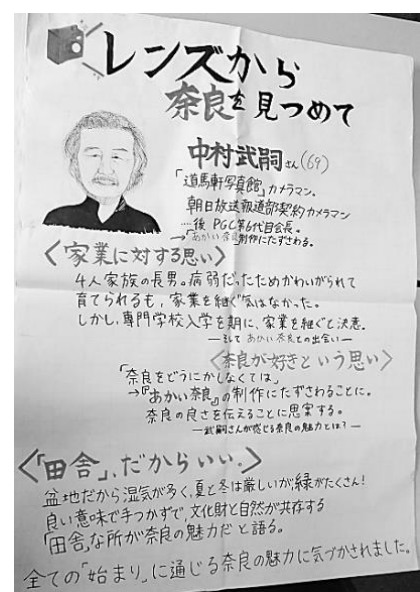 レンズから
奈良を見つめて
中村武嗣さん(69)
「道馬軒写真館」カメラマン。
朝日放送報道部契約カメラマン
……後 PGC第6代目会長。
→「あかい奈良」制作にたずさわる。
〈家業に対する思い〉
4人家族の長男。病弱だったためかわいがられて
育てられるも、家業を継ぐ気はなかった。
しかし、専門学校入学を期に、家業を継ぐと決意。
ーそして あかい奈良との出会いー
〈奈良が好きという思い〉
「奈良をどうにかしなくては」
→『あかい奈良』の制作にたずさわることに。
奈良の良さを伝えることに思案する。
ー武嗣さんが感じる奈良の魅力とは?ー
〈「田舎」だからいい。〉
盆地だから湿気が多く、夏と冬は厳しいが緑がたくさん!
良い意味で手つかずで、文化財と自然が共存する
「田舎」な所が奈良の魅力だと語る。
全ての"始まり"に通じる奈良の魅力に気づかされました。